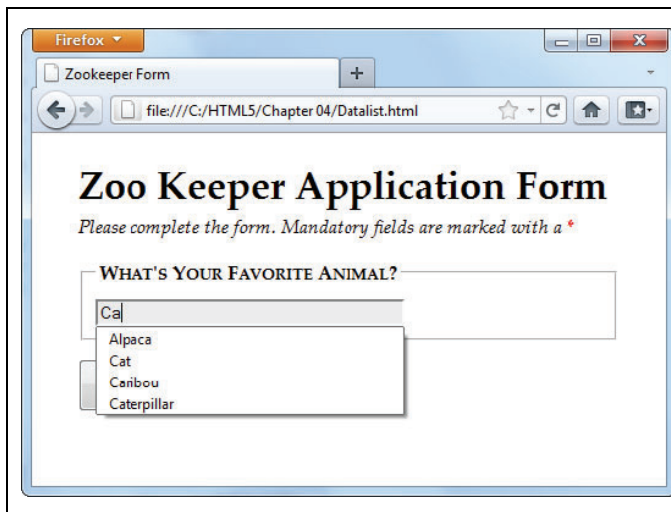 Firefox
Zookeeper Form
file:///C:/HTML5/Chapter 04/Datalist.html
Zoo Keeper Application Form
Please complete the form. Mandatory fields are marked with a *
What's Your Favorite Animal?
Ca
Alpaca
Cat
Caribou
Caterpillar